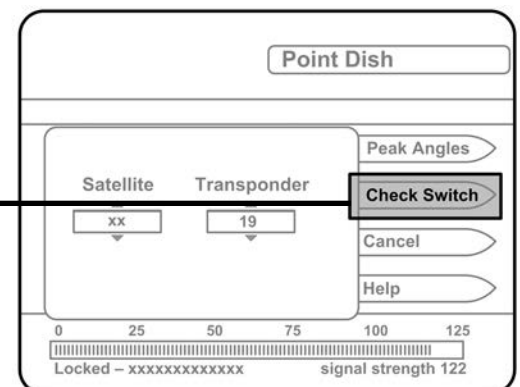 Point Dish
Peak Angles
Satellite Transponder
Check Switch
xx 19
Cancel
Help
0 25 50 75 100 125
Locked – xxxxxxxxxxxxx signal strength 122